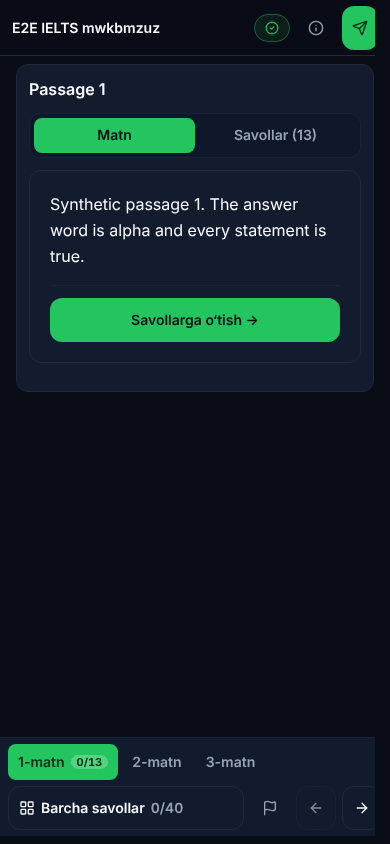 E2E IELTS mwkbmzuz
Passage 1
Matn
Savollar (13)
Synthetic passage 1. The answer
word is alpha and every statement is
true.
Savollarga o‘tish →
1-matn 0/13
2-matn
3-matn
Barcha savollar 0/40